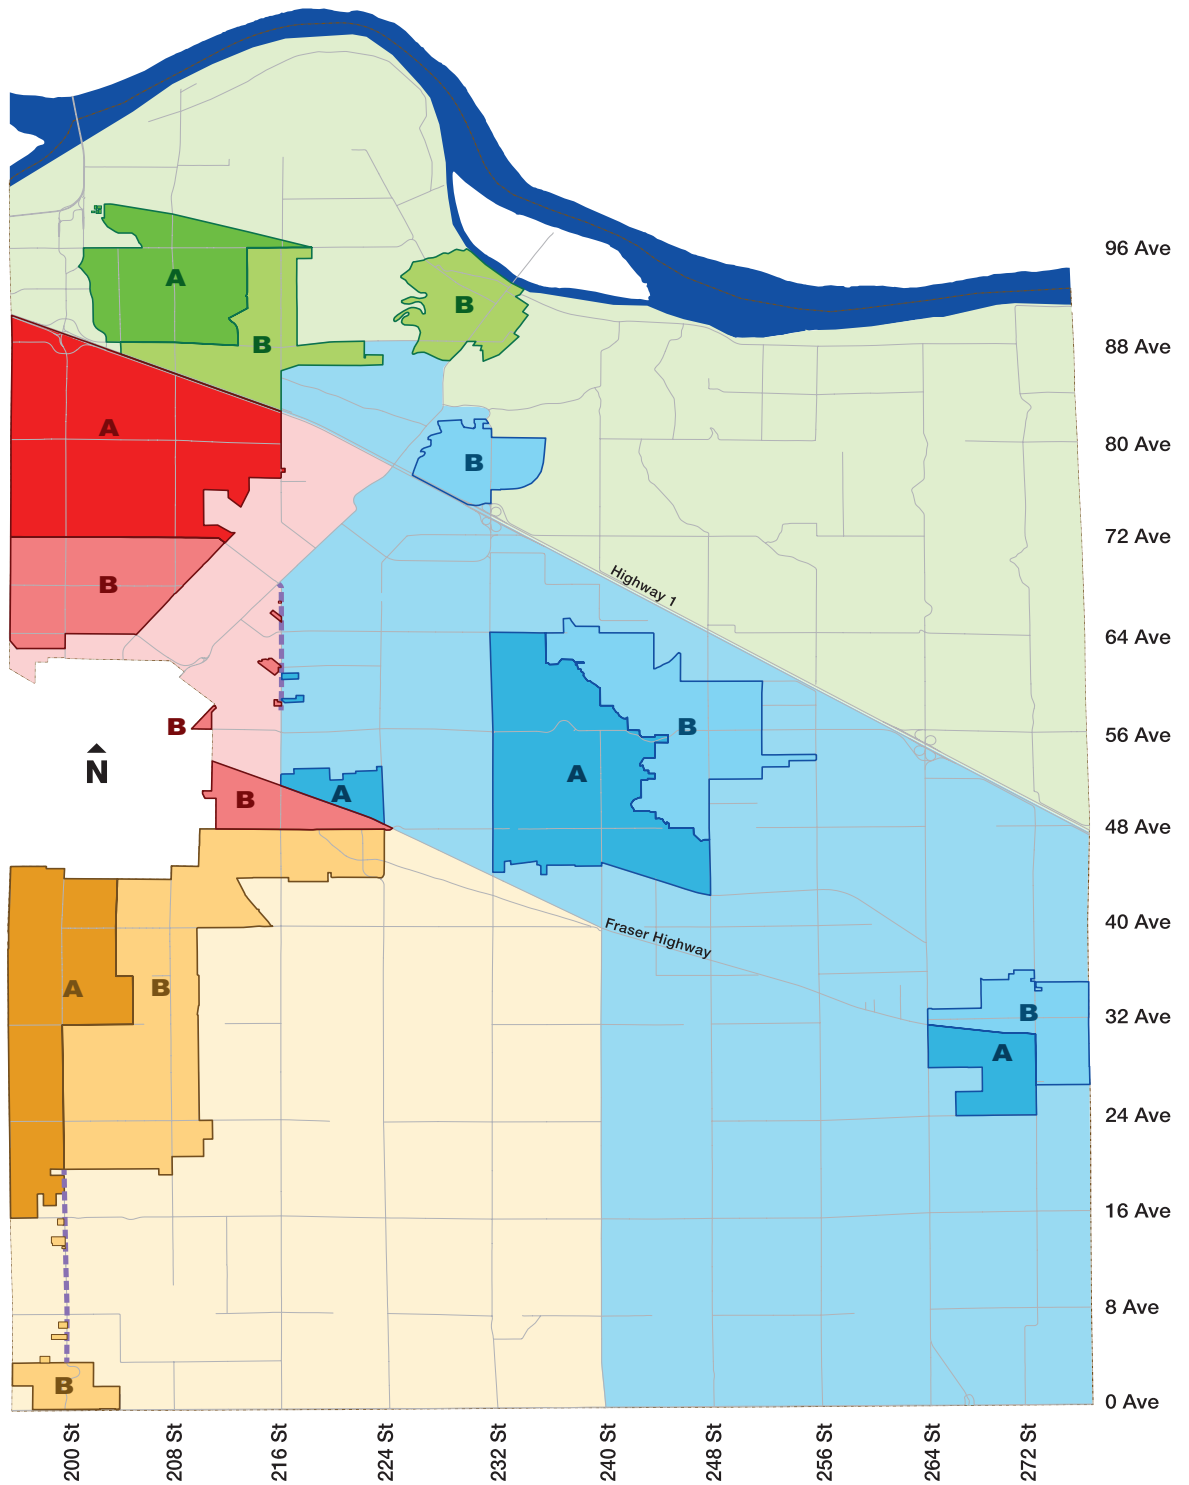 96 Ave
A
B
B
88 Ave
A
80 Ave
B
72 Ave
B
Highway 1
64 Ave
B
B
56 Ave
N
A
B
A
48 Ave
Fraser Highway
40 Ave
A
B
B
32 Ave
A
24 Ave
16 Ave
8 Ave
B
0 Ave
200 St
208 St
216 St
224 St
232 St
240 St
248 St
256 St
264 St
272 St